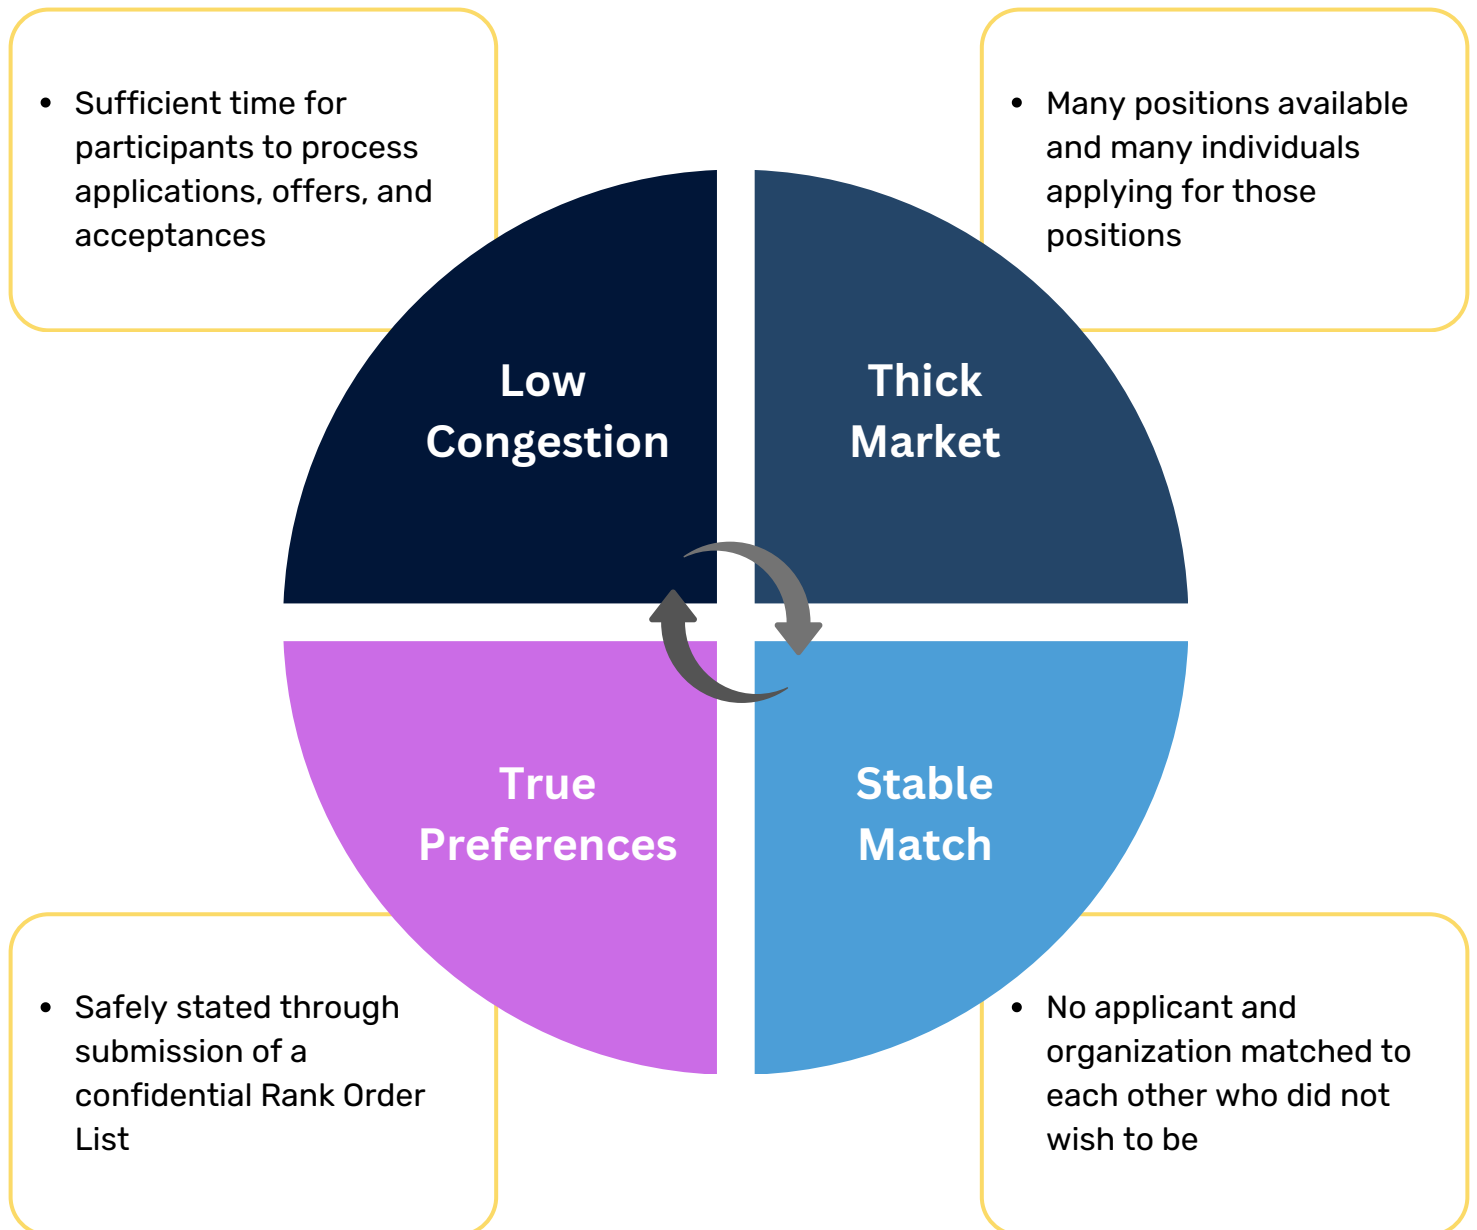 • Sufficient time for
participants to process
applications, offers, and
acceptances
• Many positions available
and many individuals
applying for those
positions
Low
Congestion
Thick
Market
True
Preferences
Stable
Match
• Safely stated through
submission of a
confidential Rank Order
List
• No applicant and
organization matched to
each other who did not
wish to be